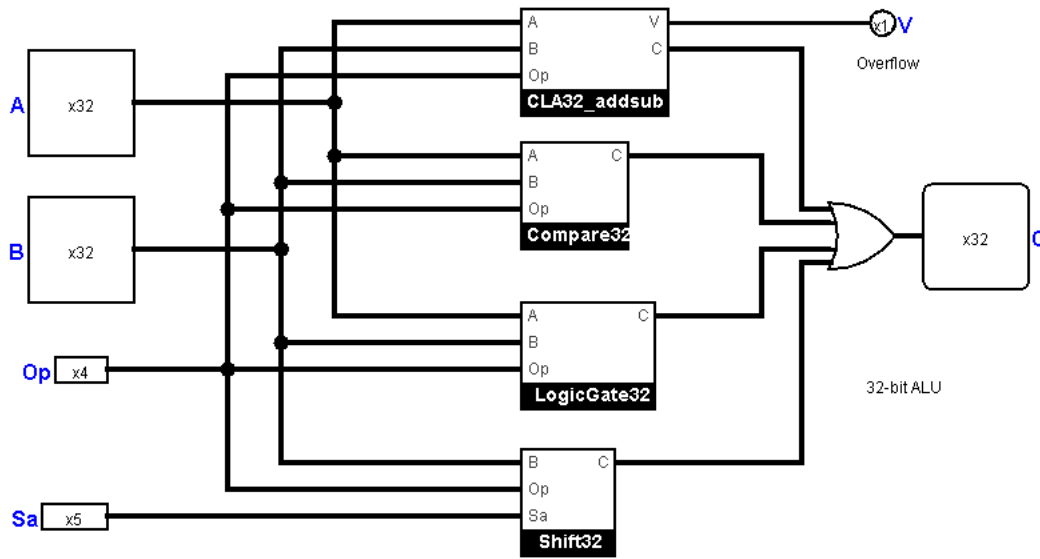 A
x32
B
x32
Op
x4
Sa
x5
A
V
B
C
Op
CLA32_addsub
A
C
B
Op
Compare32
A
C
B
Op
LogicGate32
B
C
Op
Sa
Shift32
x1
V
Overflow
x32
C
32-bit ALU